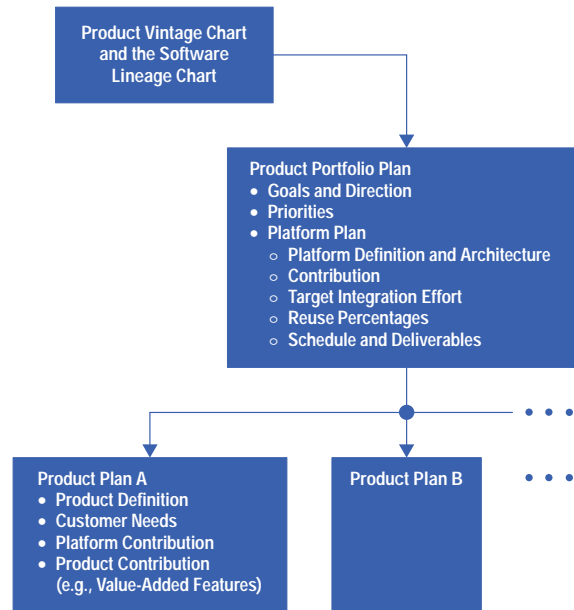 Product Vintage Chart
and the Software
Lineage Chart
Product Portfolio Plan
• Goals and Direction
• Priorities
• Platform Plan
○ Platform Definition and Architecture
○ Contribution
○ Target Integration Effort
○ Reuse Percentages
○ Schedule and Deliverables
• • •
Product Plan A
• Product Definition
• Customer Needs
• Platform Contribution
• Product Contribution
(e.g., Value-Added Features)
Product Plan B
• • •